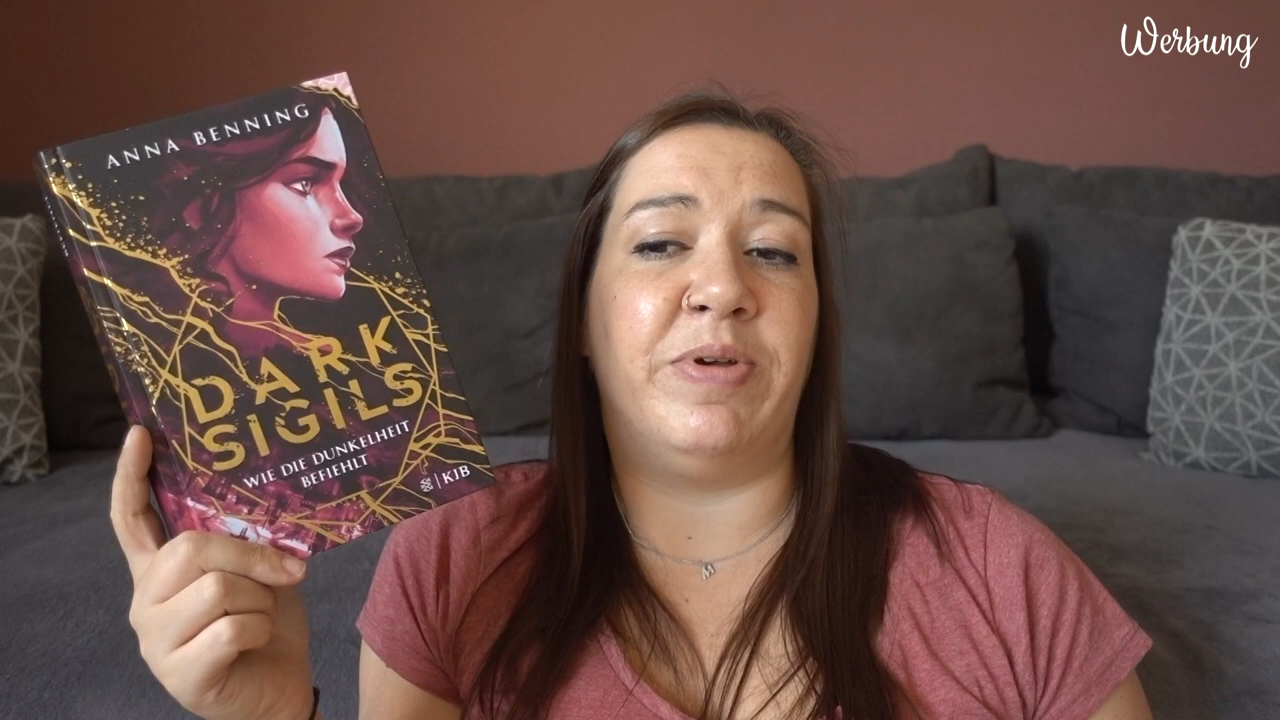 Werbung
ANNA BENNING
DARK
SIGILS
WIE DIE DUNKELHEIT
BEFIEHLT
KJB
M